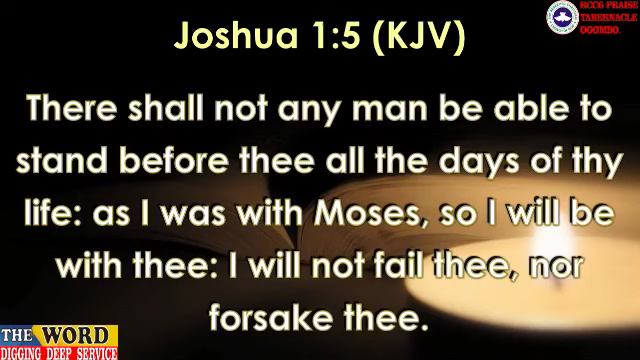 Joshua 1:5 (KJV)
RCCG PRAISE
TABERNACLE
OGOMBO.
There shall not any man be able to
stand before thee all the days of thy
life: as I was with Moses, so I will be
with thee: I will not fail thee, nor
forsake thee.
THE WORD
DIGGING DEEP SERVICE